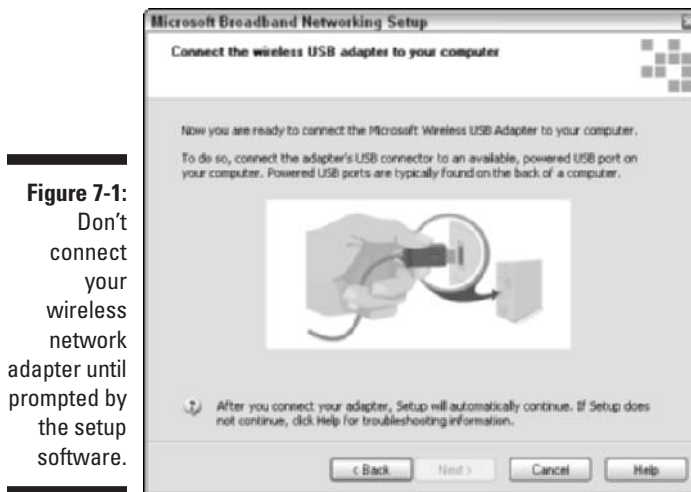 Microsoft Broadband Networking Setup
Connect the wireless USB adapter to your computer
Now you are ready to connect the Microsoft Wireless USB Adapter to your computer.
To do so, connect the adapter's USB connector to an available, powered USB port on
your computer. Powered USB ports are typically found on the back of a computer.
After you connect your adapter, Setup will automatically continue. If Setup does
not continue, click Help for troubleshooting information.
< Back Next > Cancel Help
Figure 7-1:
Don't
connect
your
wireless
network
adapter until
prompted by
the setup
software.